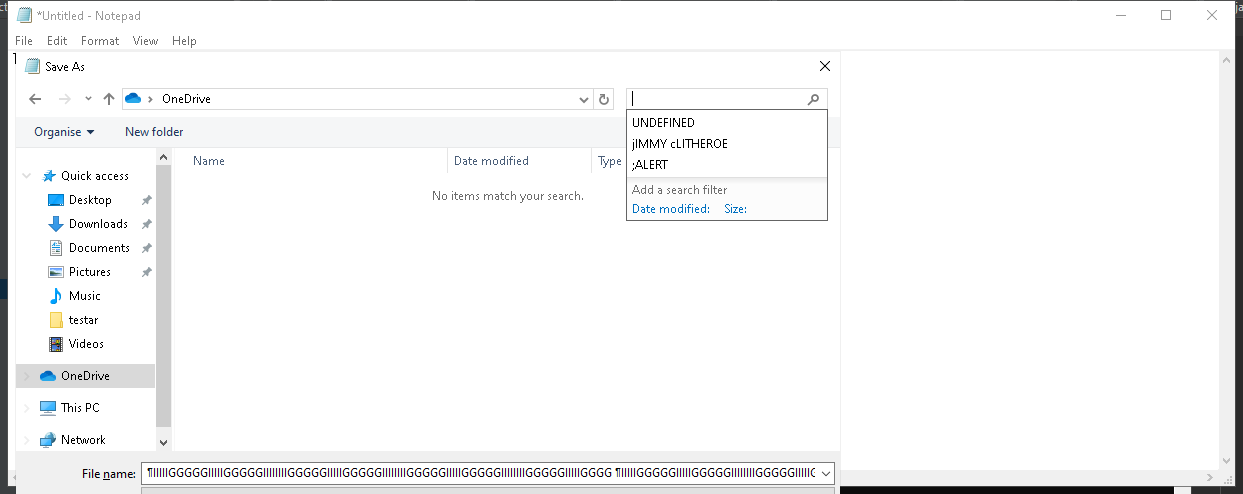 *Untitled - Notepad
File Edit Format View Help
Save As
OneDrive
Organise New folder
UNDEFINED
jIMMY cLITHEROE
;ALERT
Add a search filter
Date modified: Size:
Name Date modified Type
No items match your search.
Quick access
Desktop
Downloads
Documents
Pictures
Music
testar
Videos
OneDrive
This PC
Network
File name: